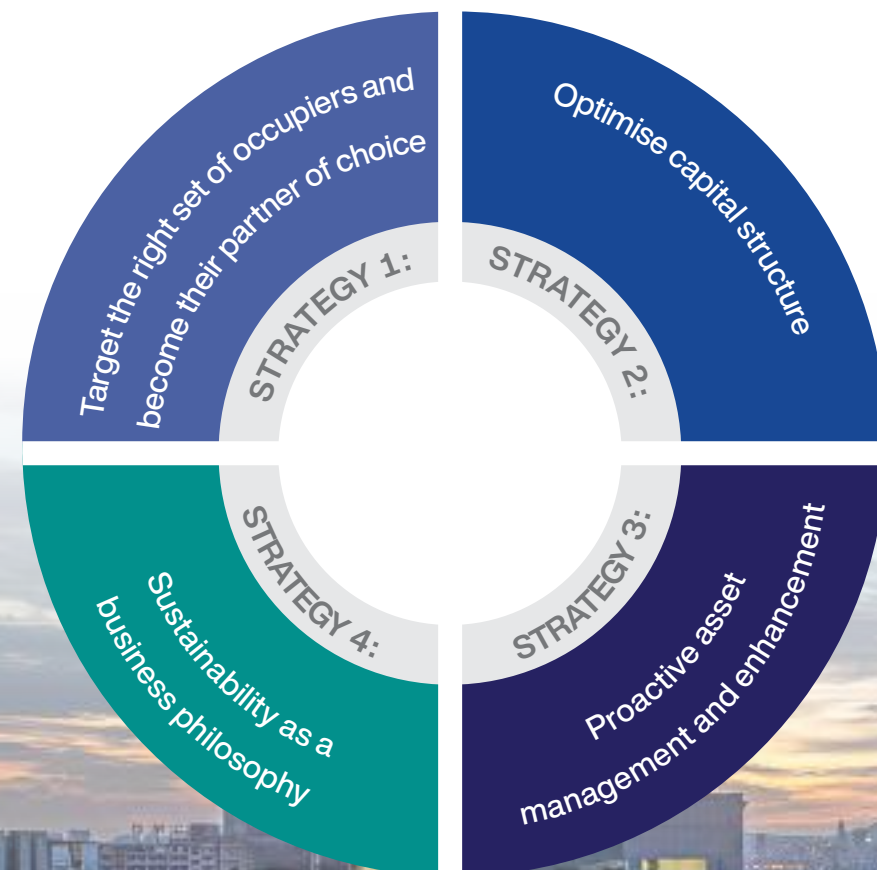 STRATEGY 1:
Target the right set of occupiers and
become their partner of choice
STRATEGY 2:
Optimise capital structure
STRATEGY 3:
Proactive asset
management and enhancement
STRATEGY 4:
Sustainability as a
business philosophy